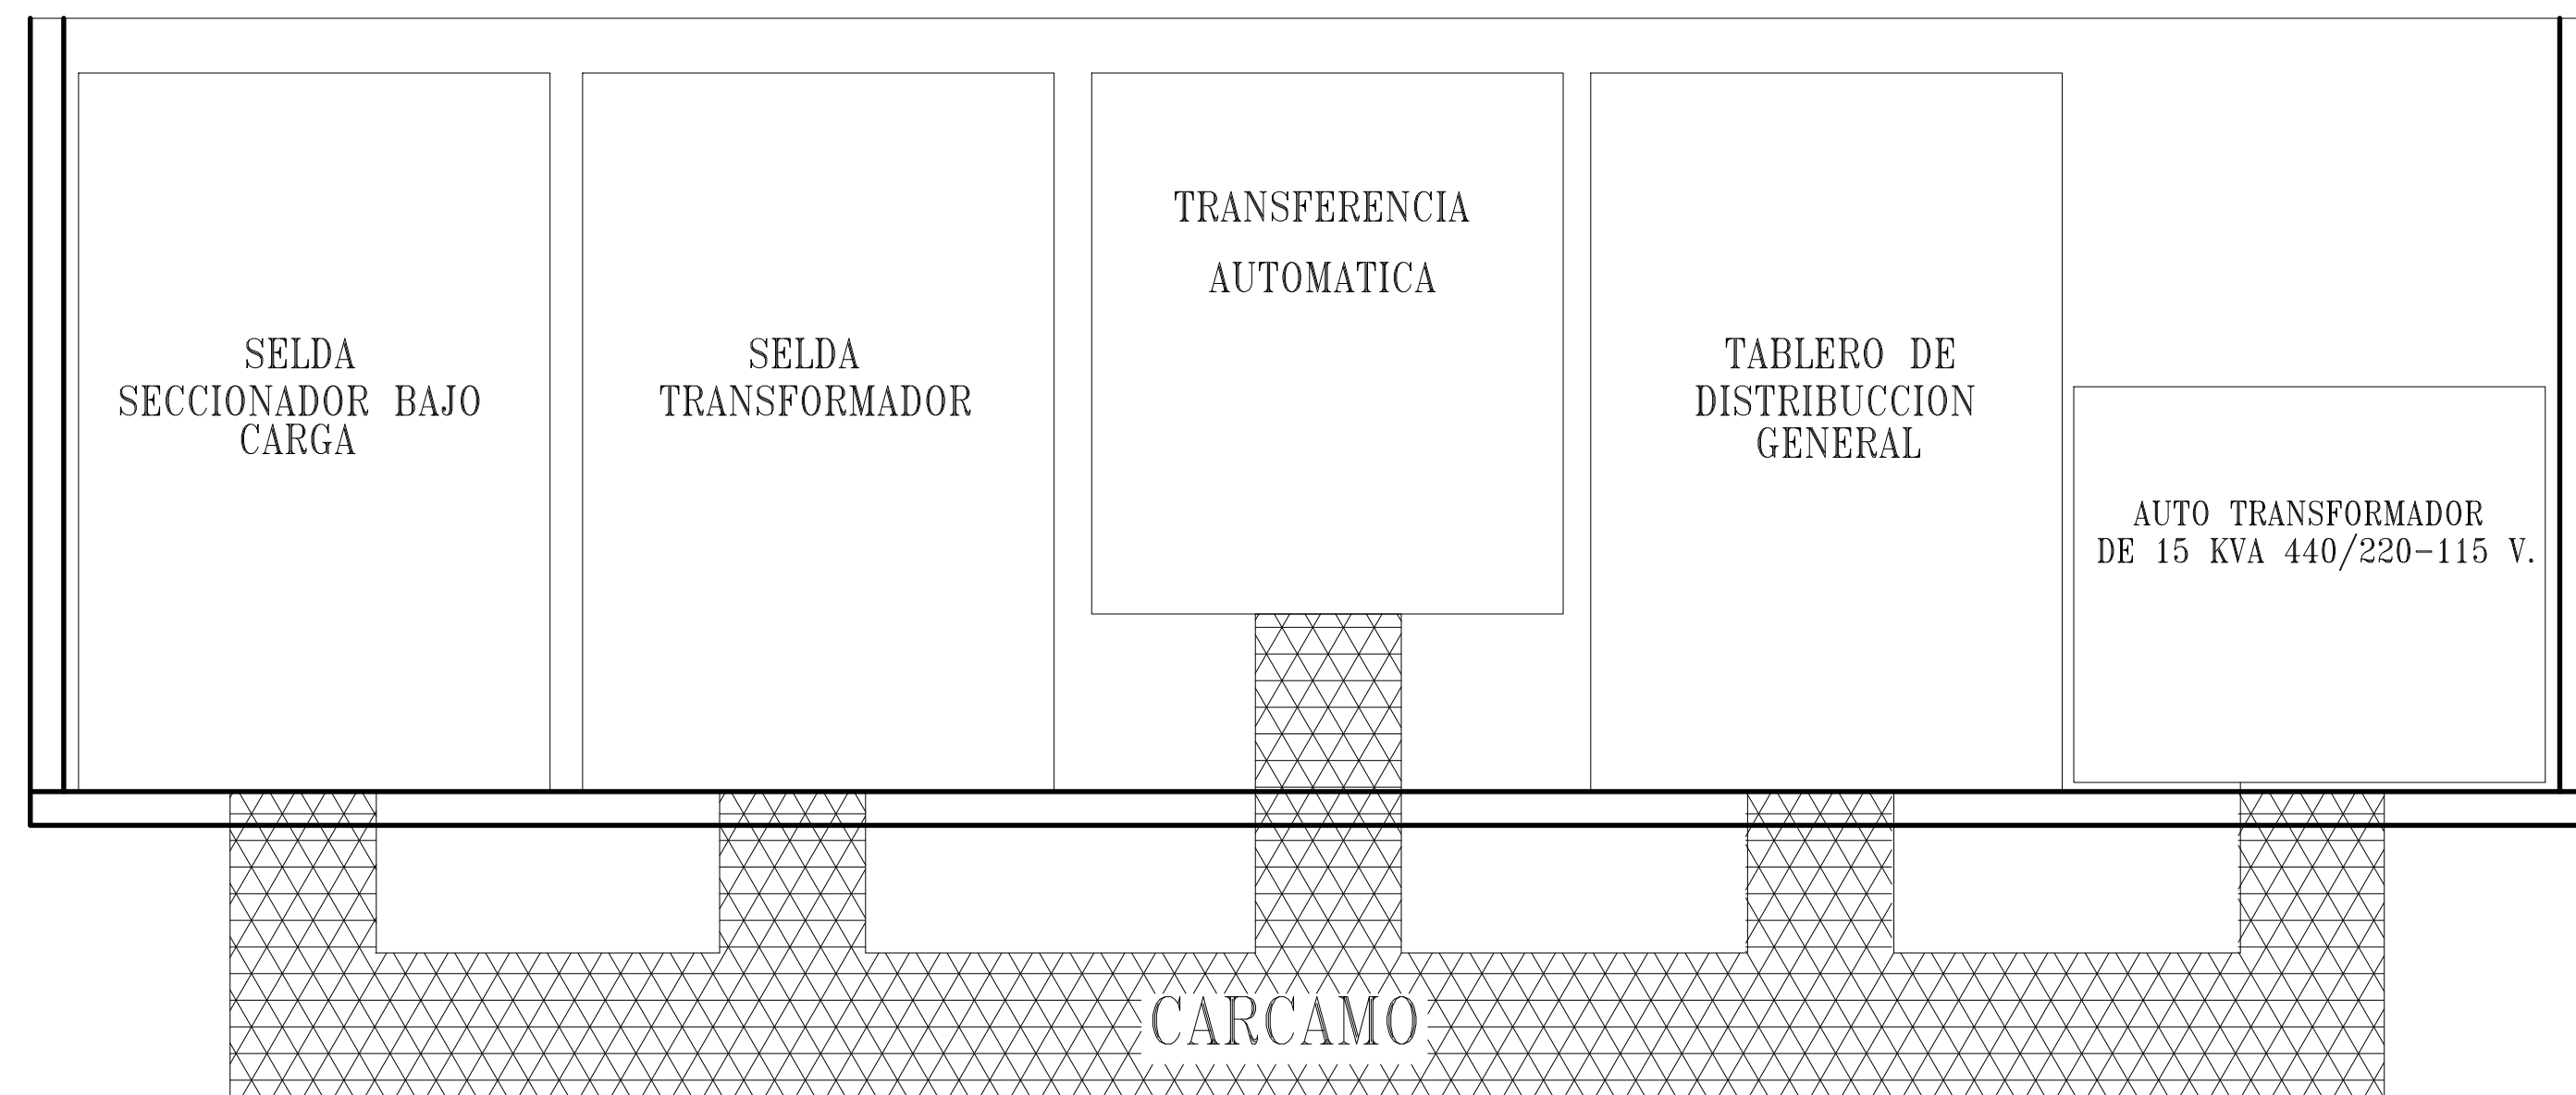 SELDA
SECCIONADOR BAJO
CARGA
SELDA
TRANSFORMADOR
TRANSFERENCIA
AUTOMATICA
TABLERO DE
DISTRIBUCCION
GENERAL
AUTO TRANSFORMADOR
DE 15 KVA 440/220-115 V.
CARCAMO